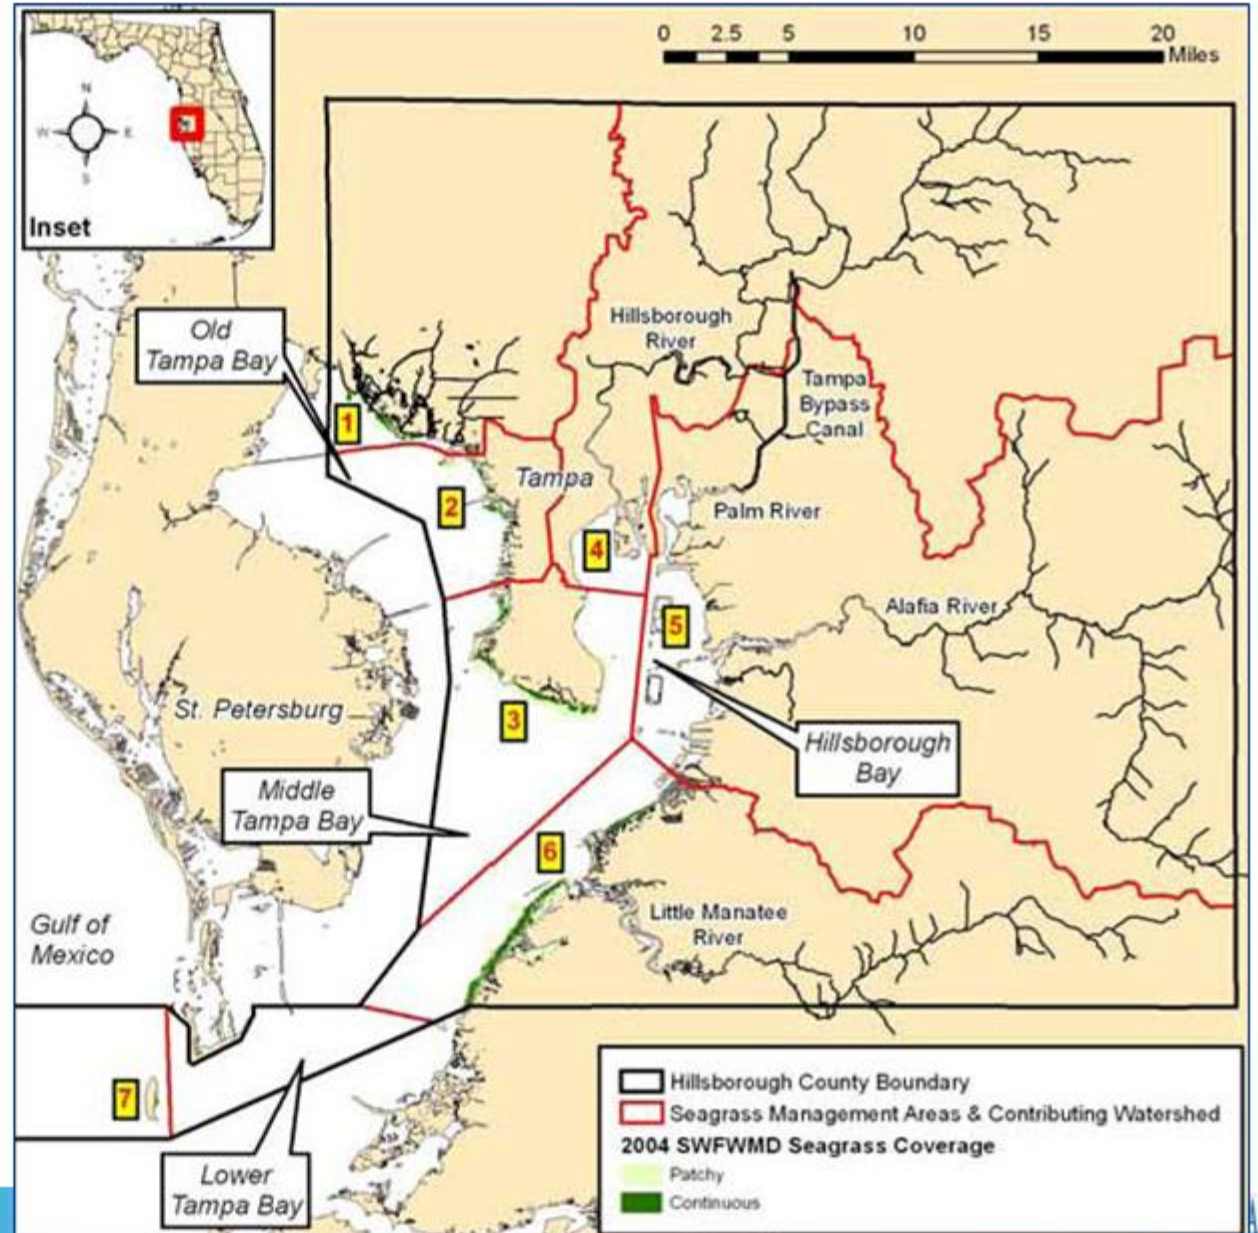 0 2.5 5 10 15 20
Miles
N
W E
S
Inset
Old
Tampa Bay
Hillsborough
River
Tampa
Bypass
Canal
1
Tampa
2
Palm River
4
Alafia River
5
St. Petersburg
3
Hillsborough
Bay
Middle
Tampa Bay
6
Little Manatee
River
Gulf of
Mexico
7
Lower
Tampa Bay
Hillsborough County Boundary
Seagrass Management Areas & Contributing Watershed
2004 SWFWMD Seagrass Coverage
Patchy
Continuous